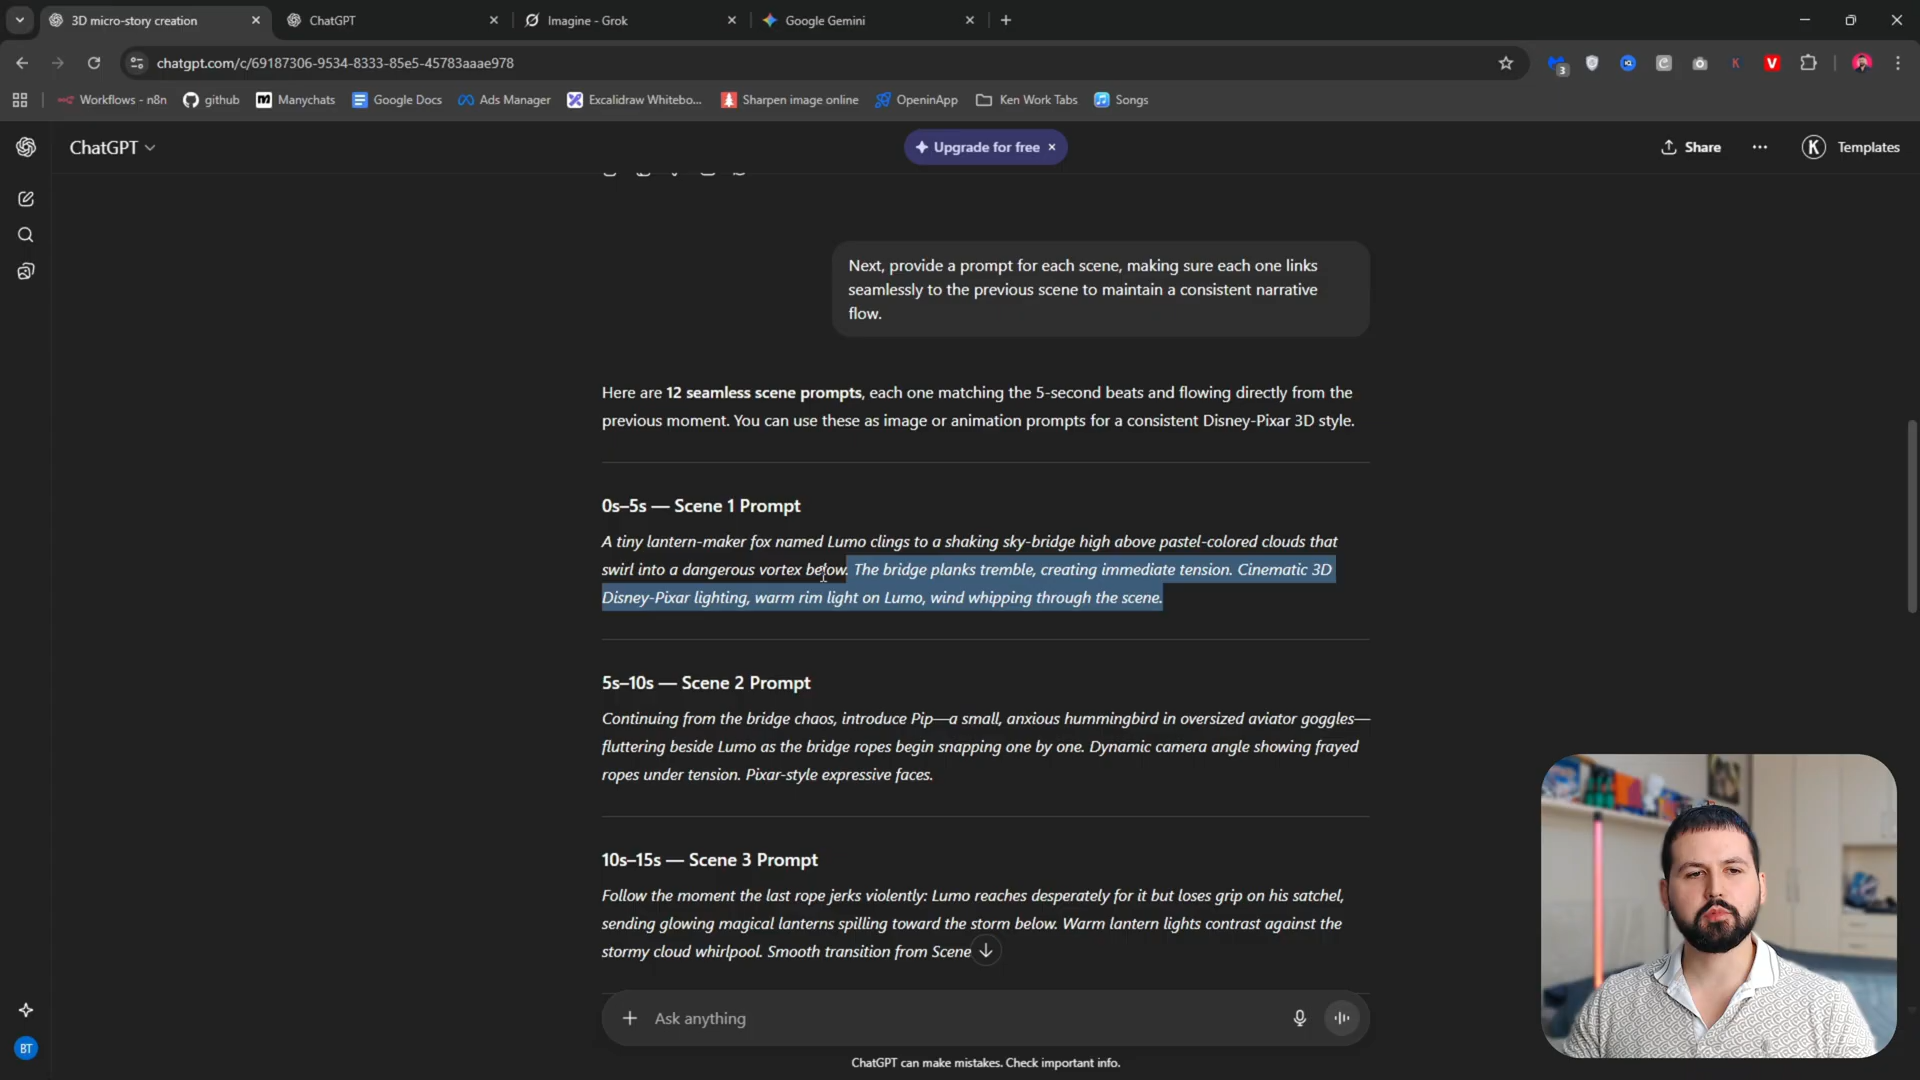 3D micro-story creation
ChatGPT
Imagine - Grok
Google Gemini
chatgpt.com/c/69187306-9534-8333-85e5-45783aaae978
3
K
V
Workflows - n8n
github
Manychats
Google Docs
Ads Manager
Excalidraw Whitebo...
Sharpen image online
OpeninApp
Ken Work Tabs
Songs
ChatGPT
Upgrade for free
Share
K
Templates
Next, provide a prompt for each scene, making sure each one links
seamlessly to the previous scene to maintain a consistent narrative
flow.
Here are 12 seamless scene prompts, each one matching the 5-second beats and flowing directly from the
previous moment. You can use these as image or animation prompts for a consistent Disney-Pixar 3D style.
0s–5s — Scene 1 Prompt
A tiny lantern-maker fox named Lumo clings to a shaking sky-bridge high above pastel-colored clouds that
swirl into a dangerous vortex below. The bridge planks tremble, creating immediate tension. Cinematic 3D
Disney-Pixar lighting, warm rim light on Lumo, wind whipping through the scene.
5s–10s — Scene 2 Prompt
Continuing from the bridge chaos, introduce Pip—a small, anxious hummingbird in oversized aviator goggles—
fluttering beside Lumo as the bridge ropes begin snapping one by one. Dynamic camera angle showing frayed
ropes under tension. Pixar-style expressive faces.
10s–15s — Scene 3 Prompt
Follow the moment the last rope jerks violently: Lumo reaches desperately for it but loses grip on his satchel,
sending glowing magical lanterns spilling toward the storm below. Warm lantern lights contrast against the
stormy cloud whirlpool. Smooth transition from Scene
Ask anything
BT
ChatGPT can make mistakes. Check important info.